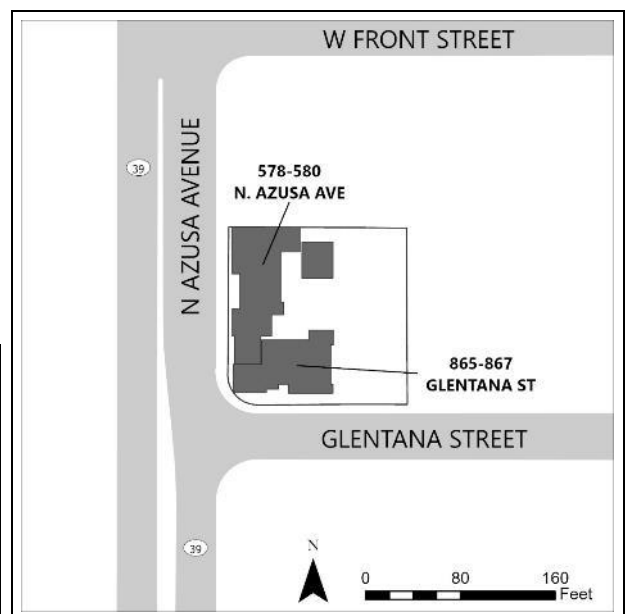 W FRONT STREET
39
N AZUSA AVENUE
578-580
N. AZUSA AVE
865-867
GLENTANA ST
GLENTANA STREET
39
N
0 80 160
Feet